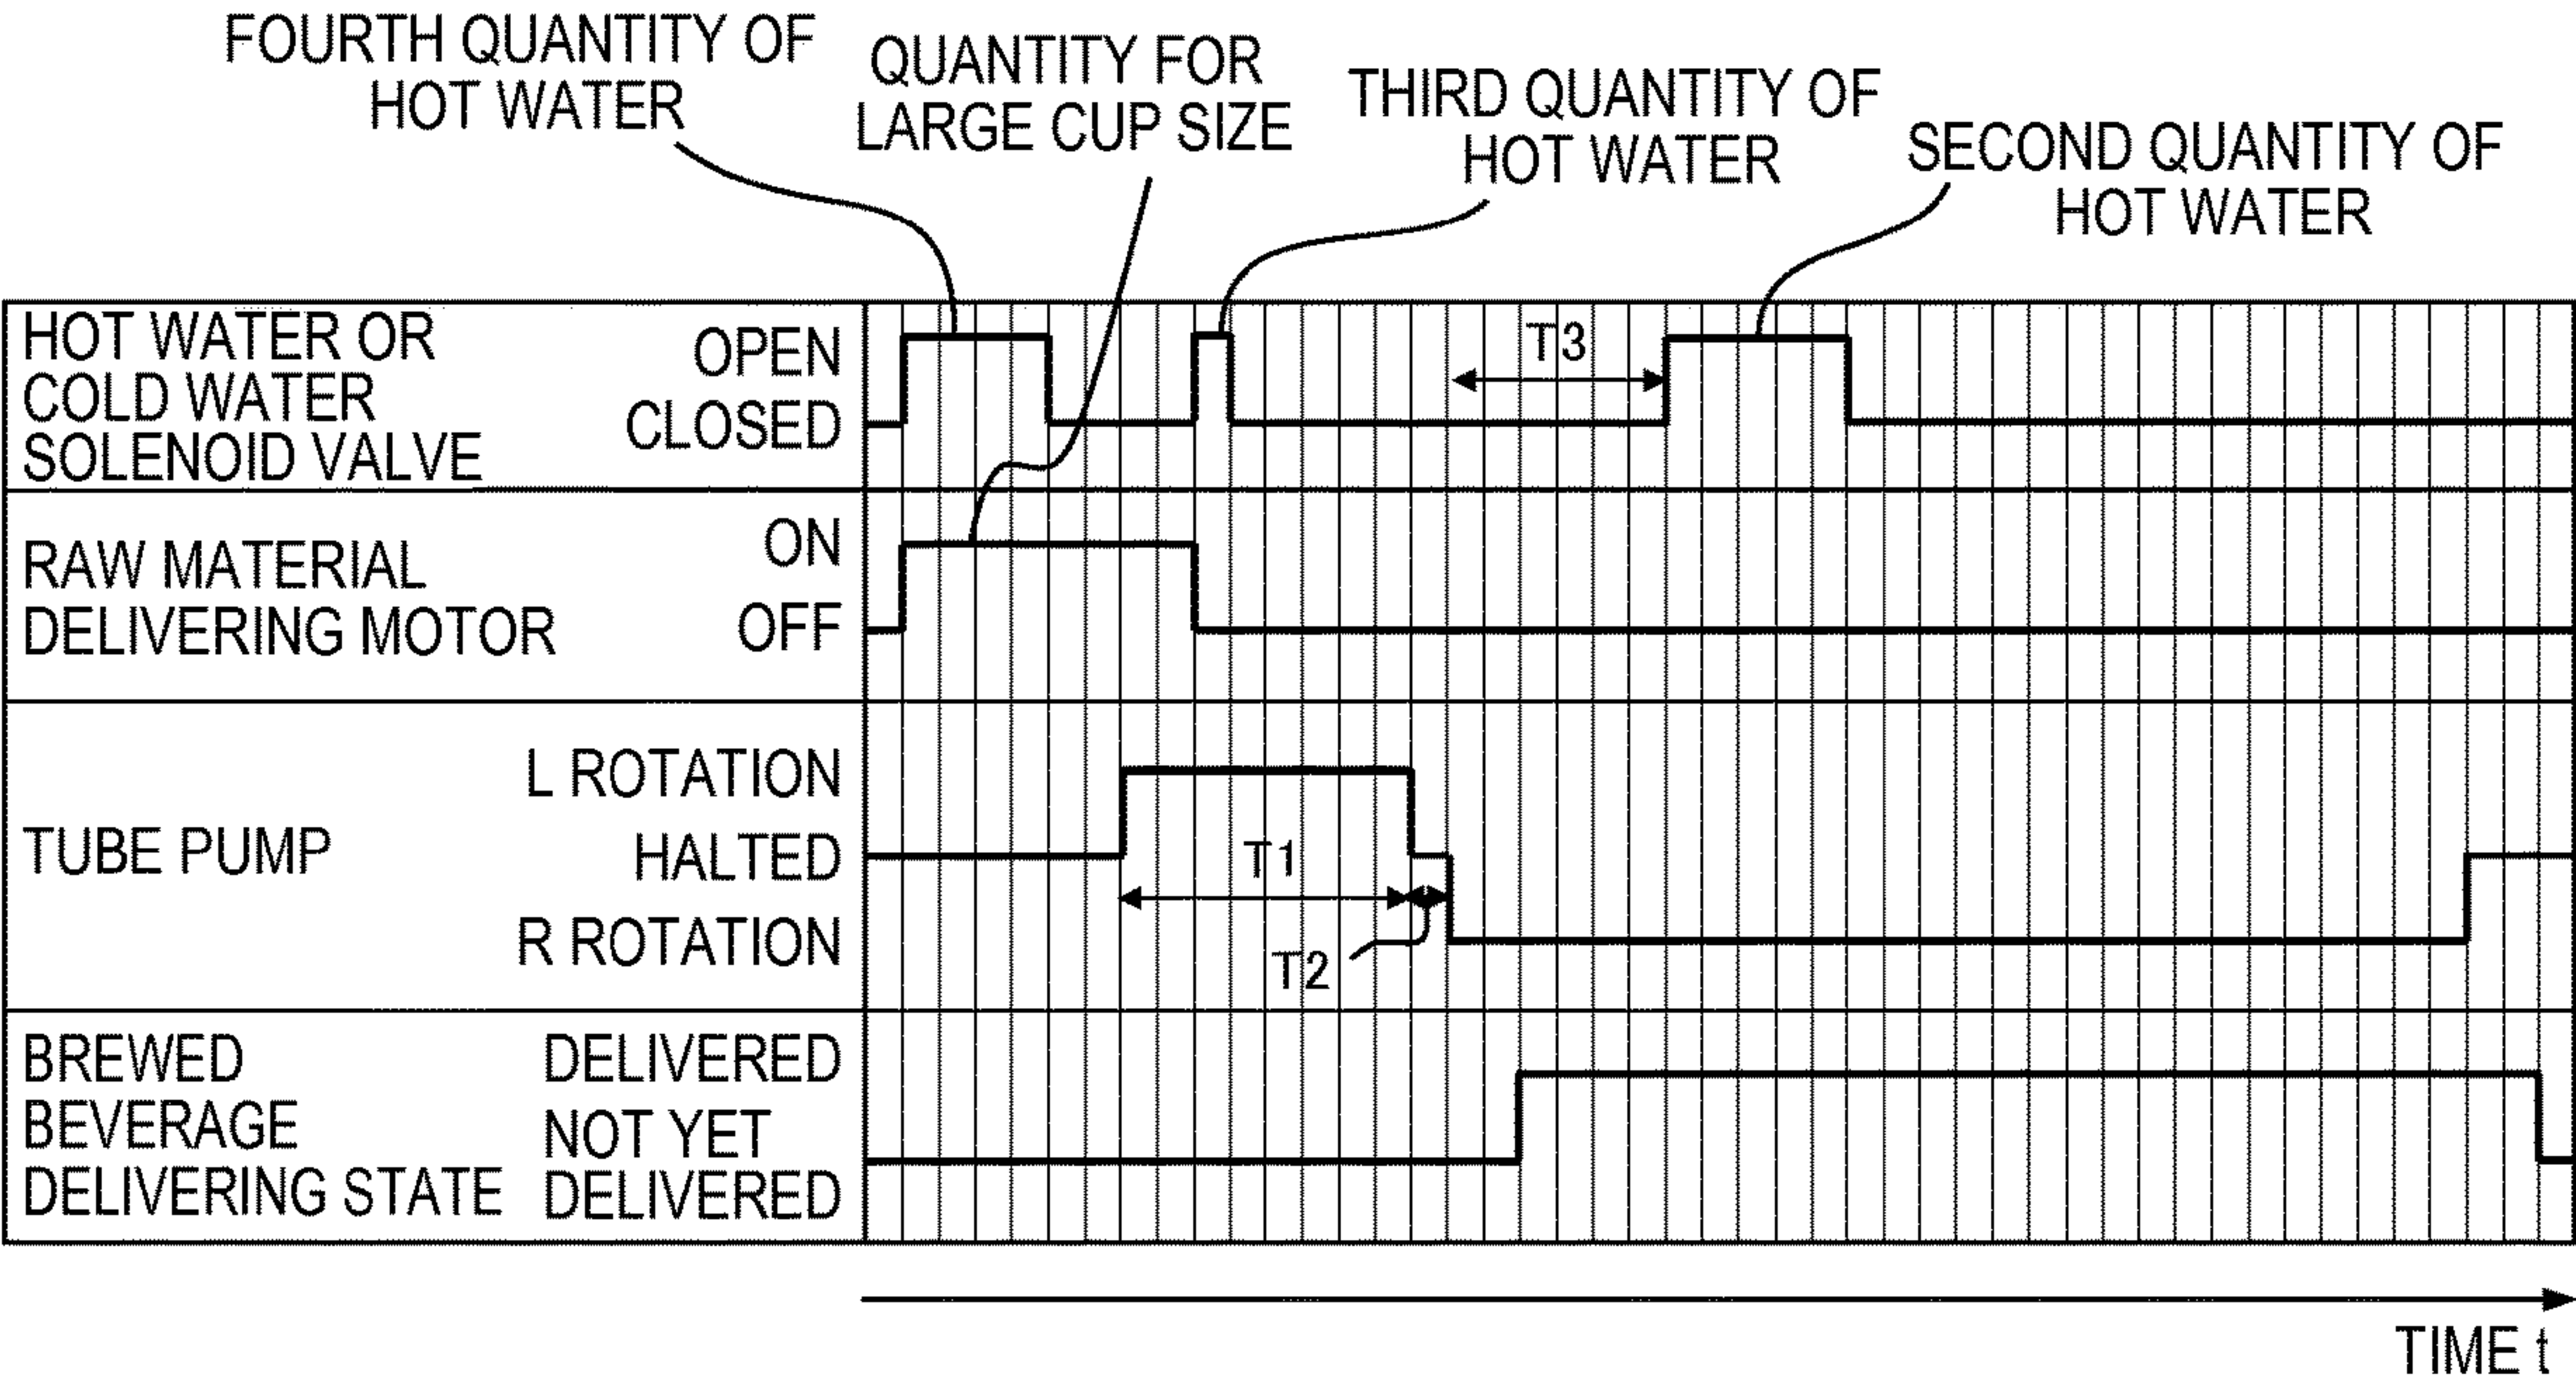 FOURTH QUANTITY OF
HOT WATER
QUANTITY FOR
LARGE CUP SIZE
THIRD QUANTITY OF
HOT WATER
SECOND QUANTITY OF
HOT WATER
HOT WATER OR
COLD WATER
SOLENOID VALVE
OPEN
CLOSED
T3
RAW MATERIAL
DELIVERING MOTOR
ON
OFF
TUBE PUMP
L ROTATION
HALTED
R ROTATION
T1
T2
BREWED
BEVERAGE
DELIVERING STATE
DELIVERED
NOT YET
DELIVERED
TIME t